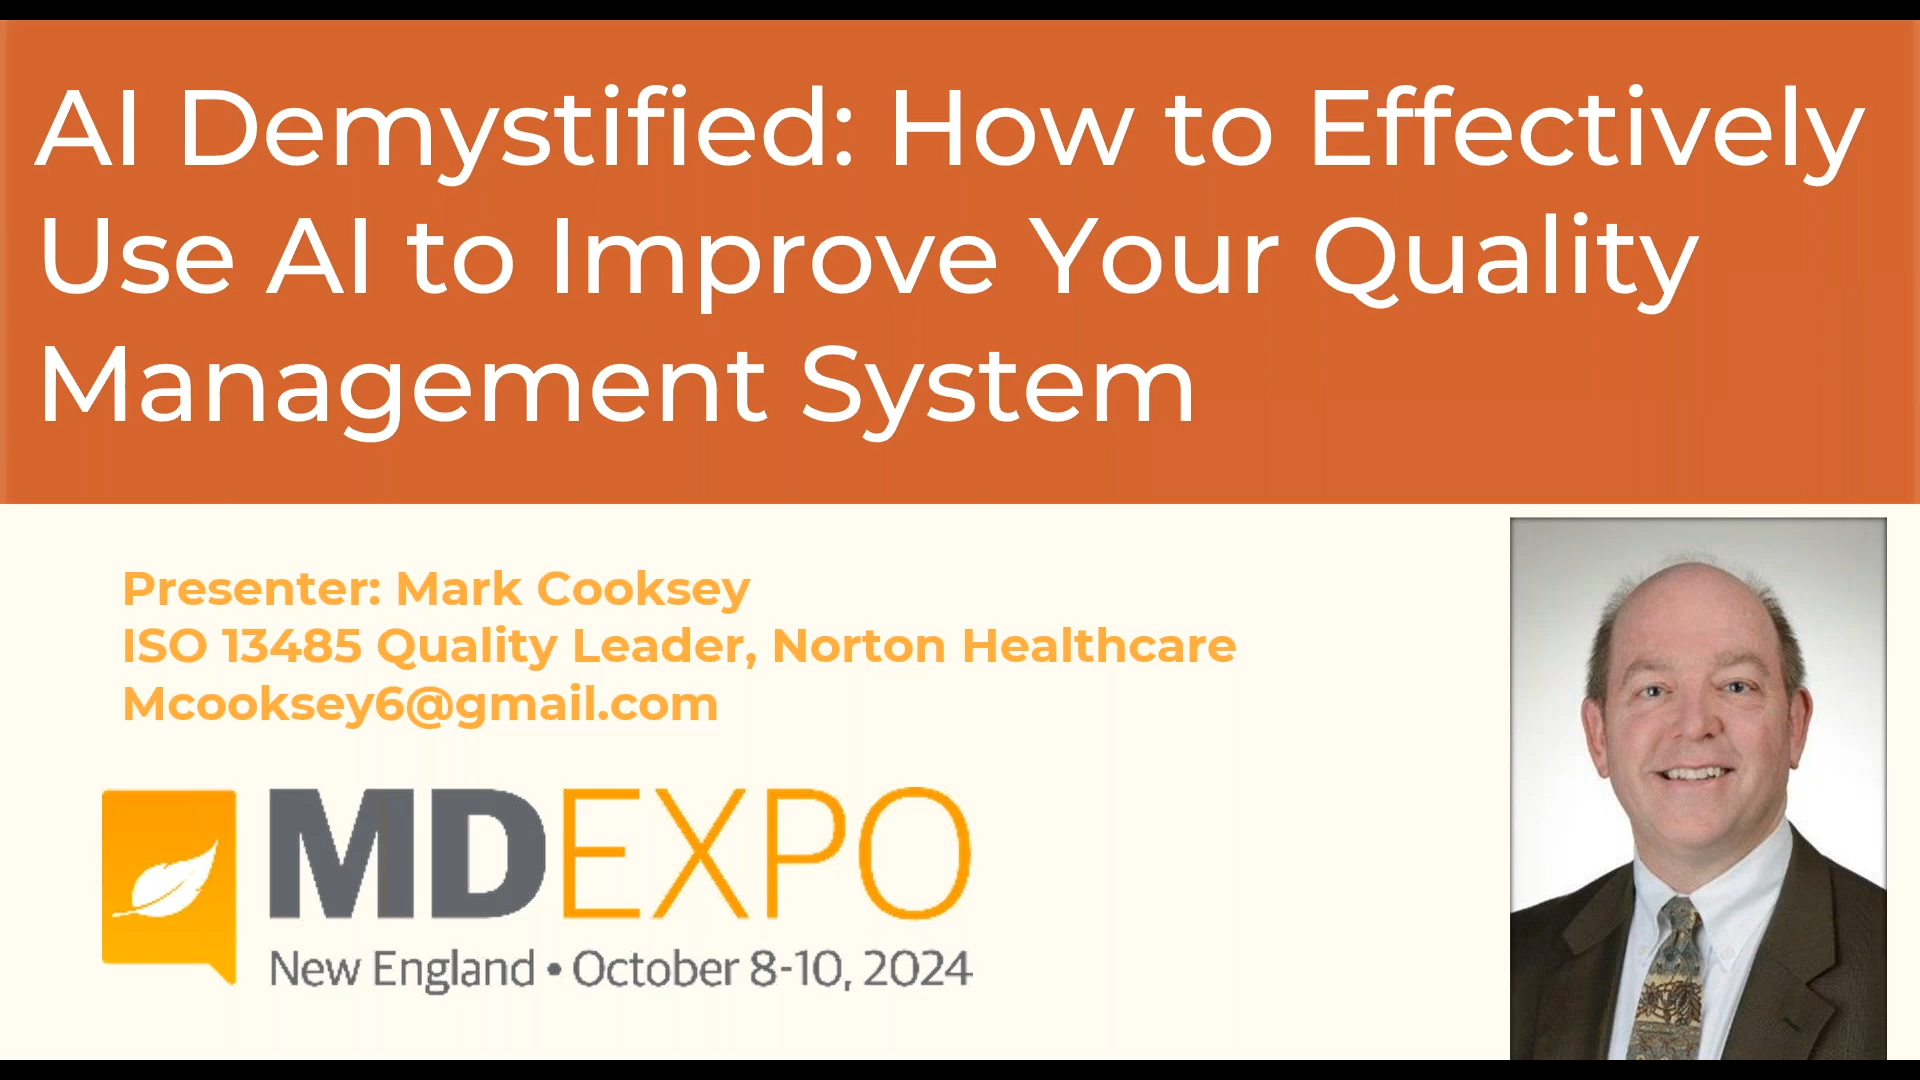 AI Demystified: How to Effectively
Use AI to Improve Your Quality
Management System
Presenter: Mark Cooksey
ISO 13485 Quality Leader, Norton Healthcare
Mcooksey6@gmail.com
MDEXPO
New England • October 8-10, 2024